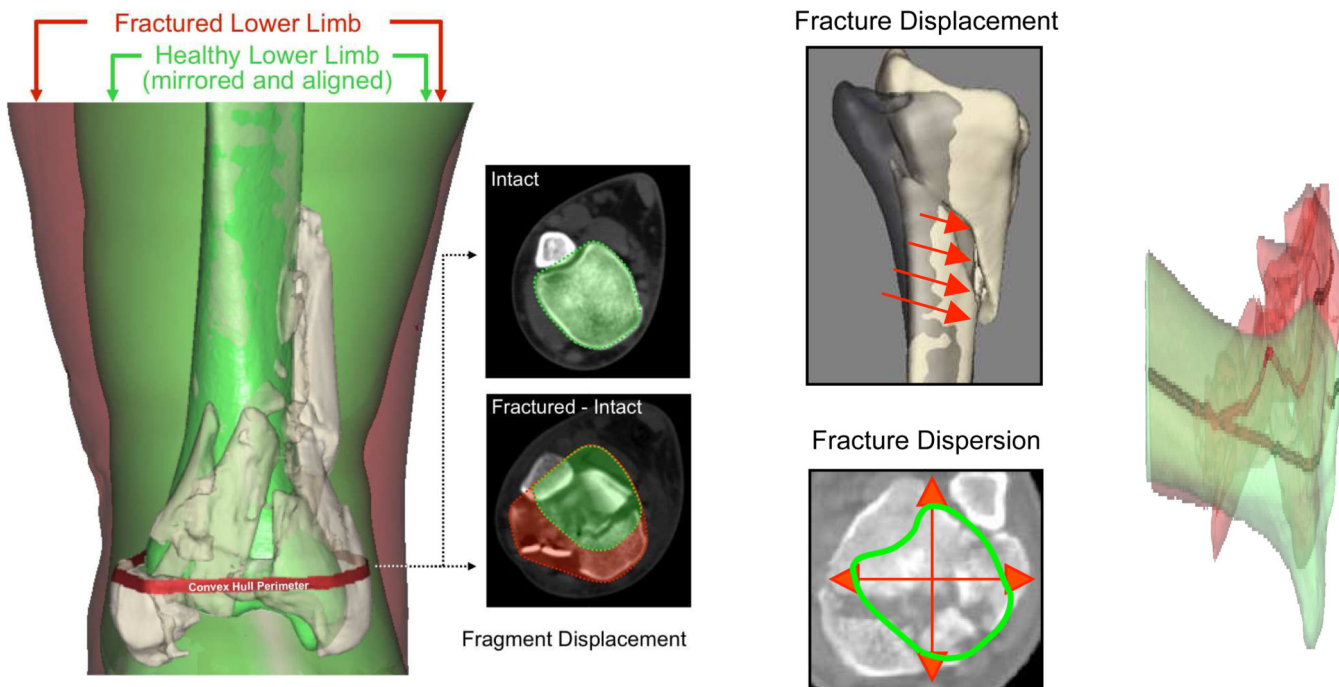 Fractured Lower Limb
Healthy Lower Limb
(mirrored and aligned)
Convex Hull Perimeter
Intact
Fractured - Intact
Fragment Displacement
Fracture Displacement
Fracture Dispersion